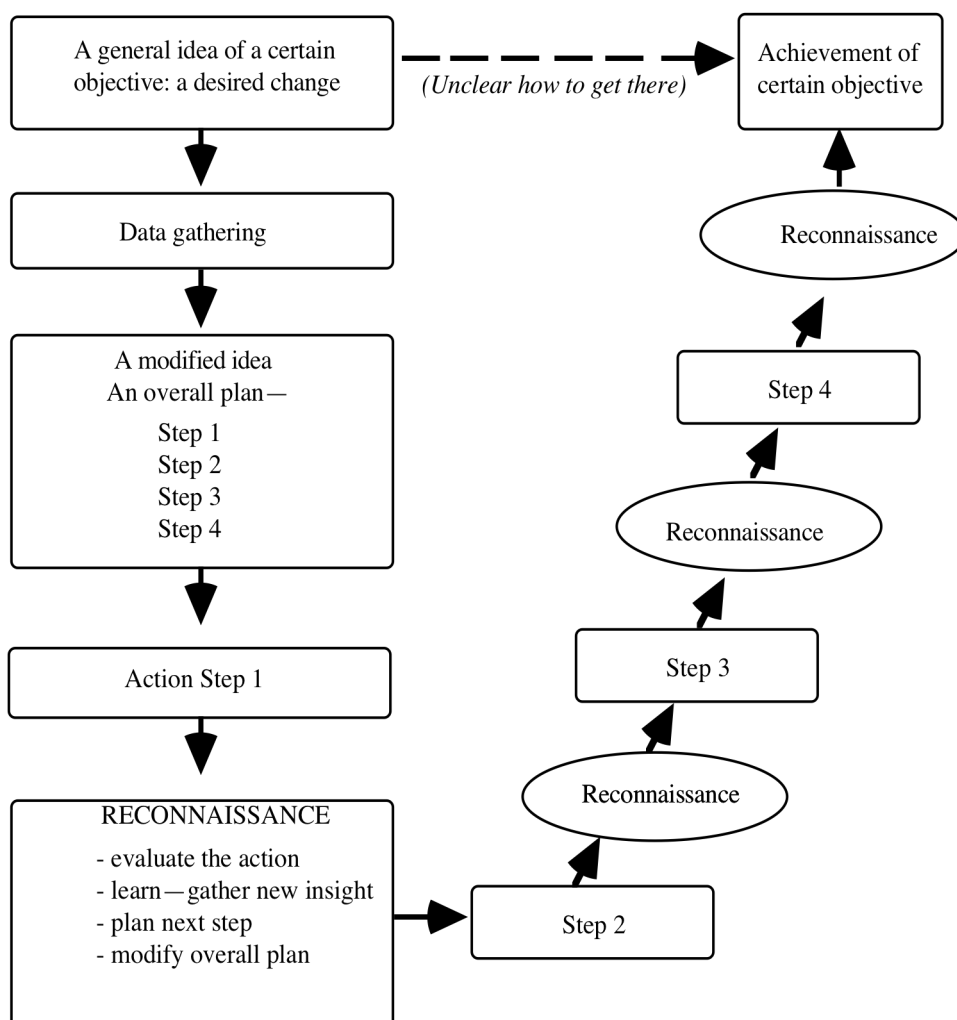 A general idea of a certain
objective: a desired change
(Unclear how to get there)
Achievement of
certain objective
Data gathering
A modified idea
An overall plan—
Step 1
Step 2
Step 3
Step 4
Action Step 1
RECONNAISSANCE
- evaluate the action
- learn—gather new insight
- plan next step
- modify overall plan
Step 2
Reconnaissance
Step 3
Reconnaissance
Step 4
Reconnaissance